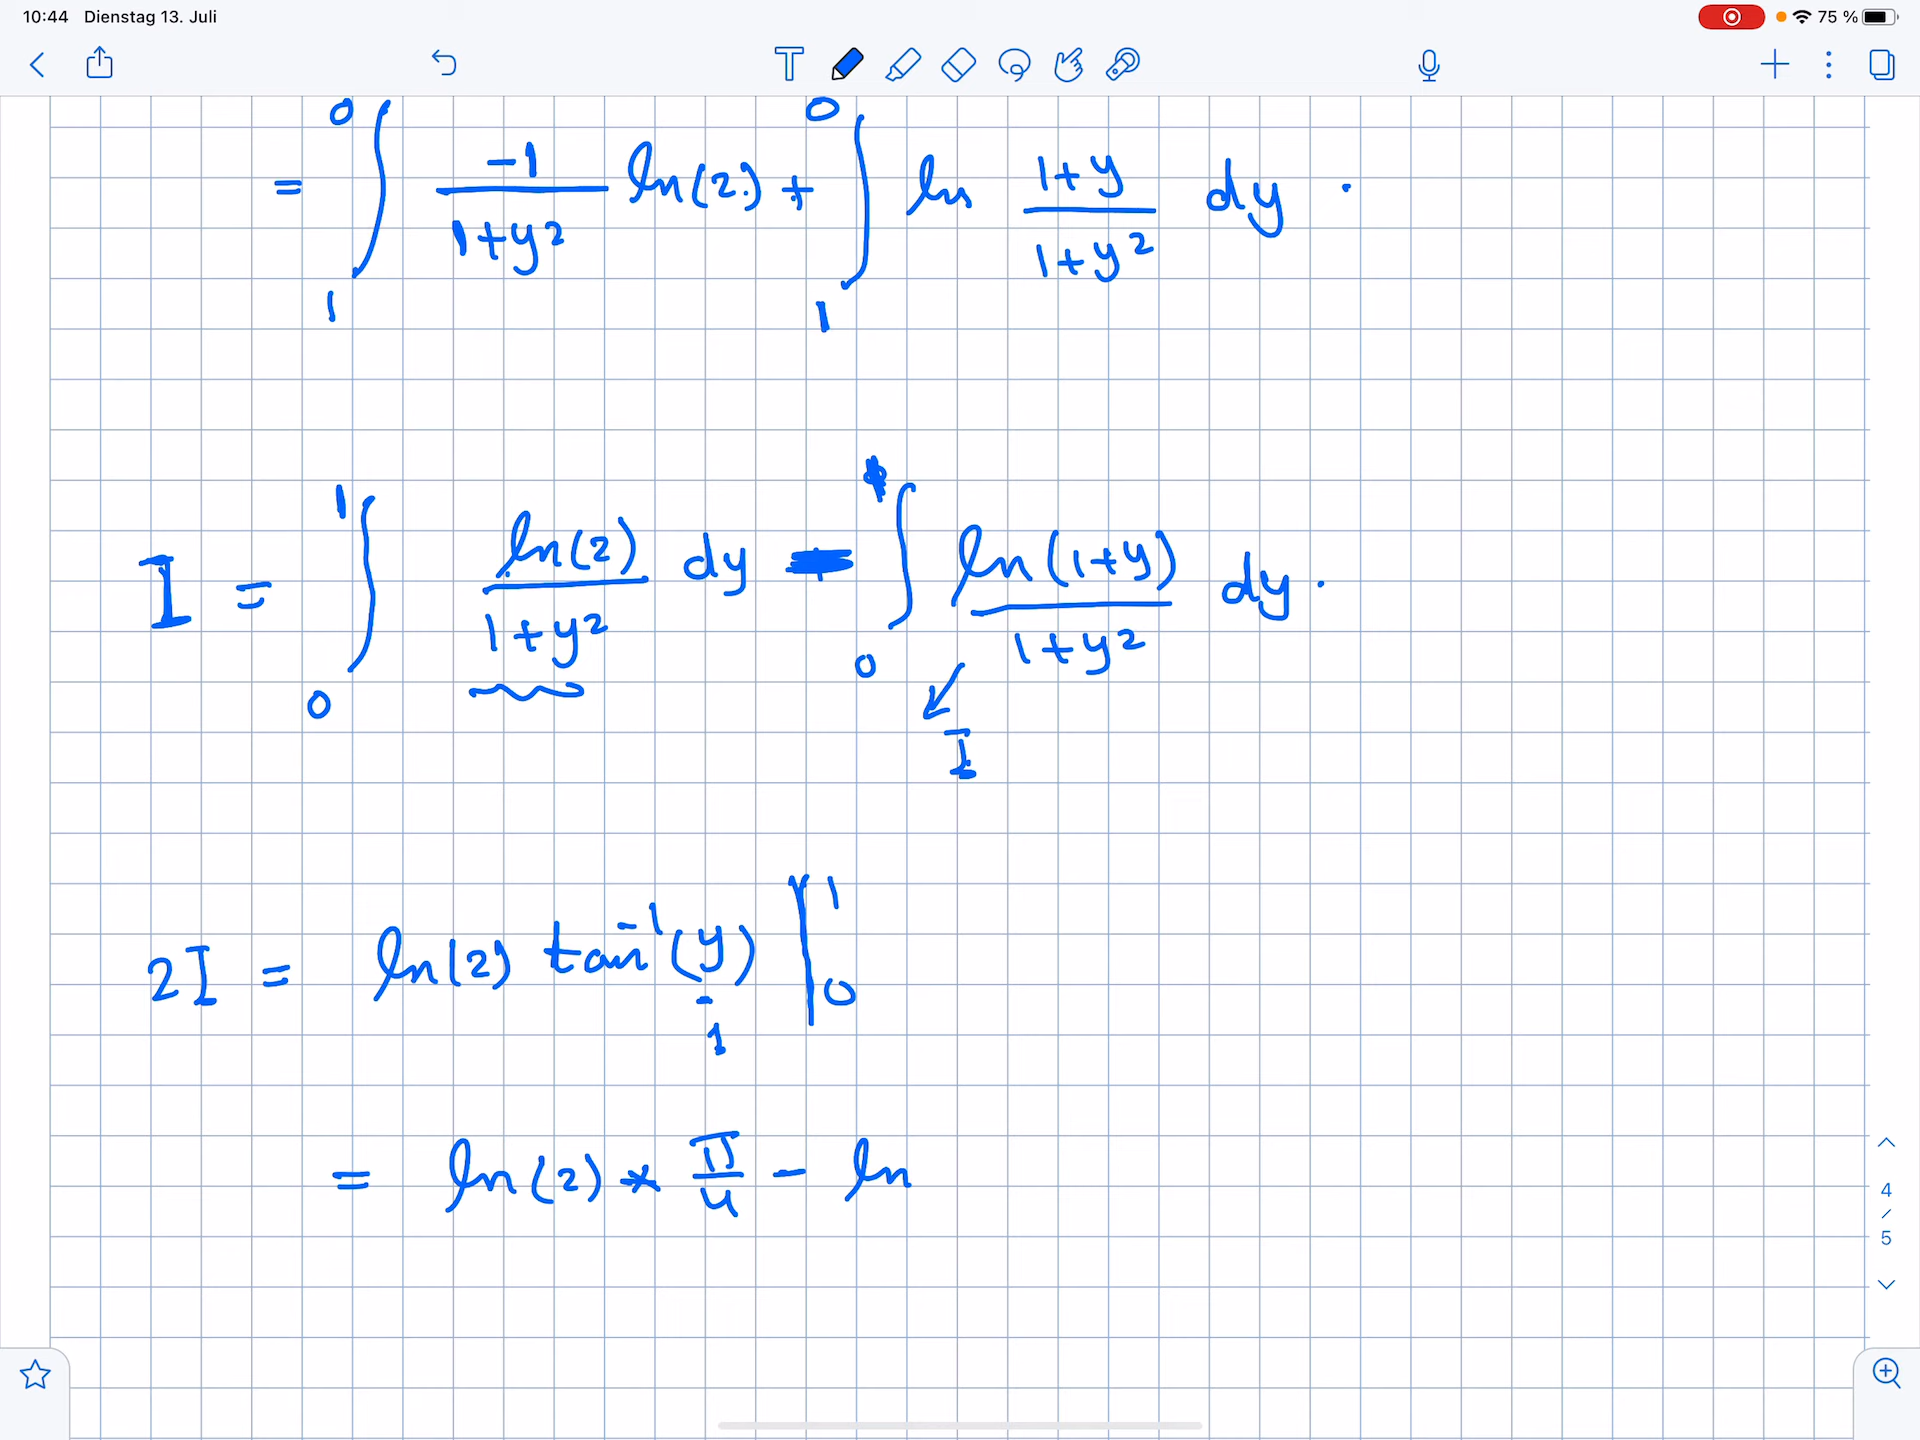 10:44 Dienstag 13. Juli 75 %
= ∫₁⁰ -1/(1+y²) ln(2) + ∫₁⁰ ln (1+y)/(1+y²) dy .
I = ∫₀¹ ln(2)/(1+y²) dy - ∫₀ ln(1+y)/(1+y²) dy .
I
2I = ln(2) tan⁻¹(y) |₀¹
1
= ln(2) * π/4 - ln
4
/
5